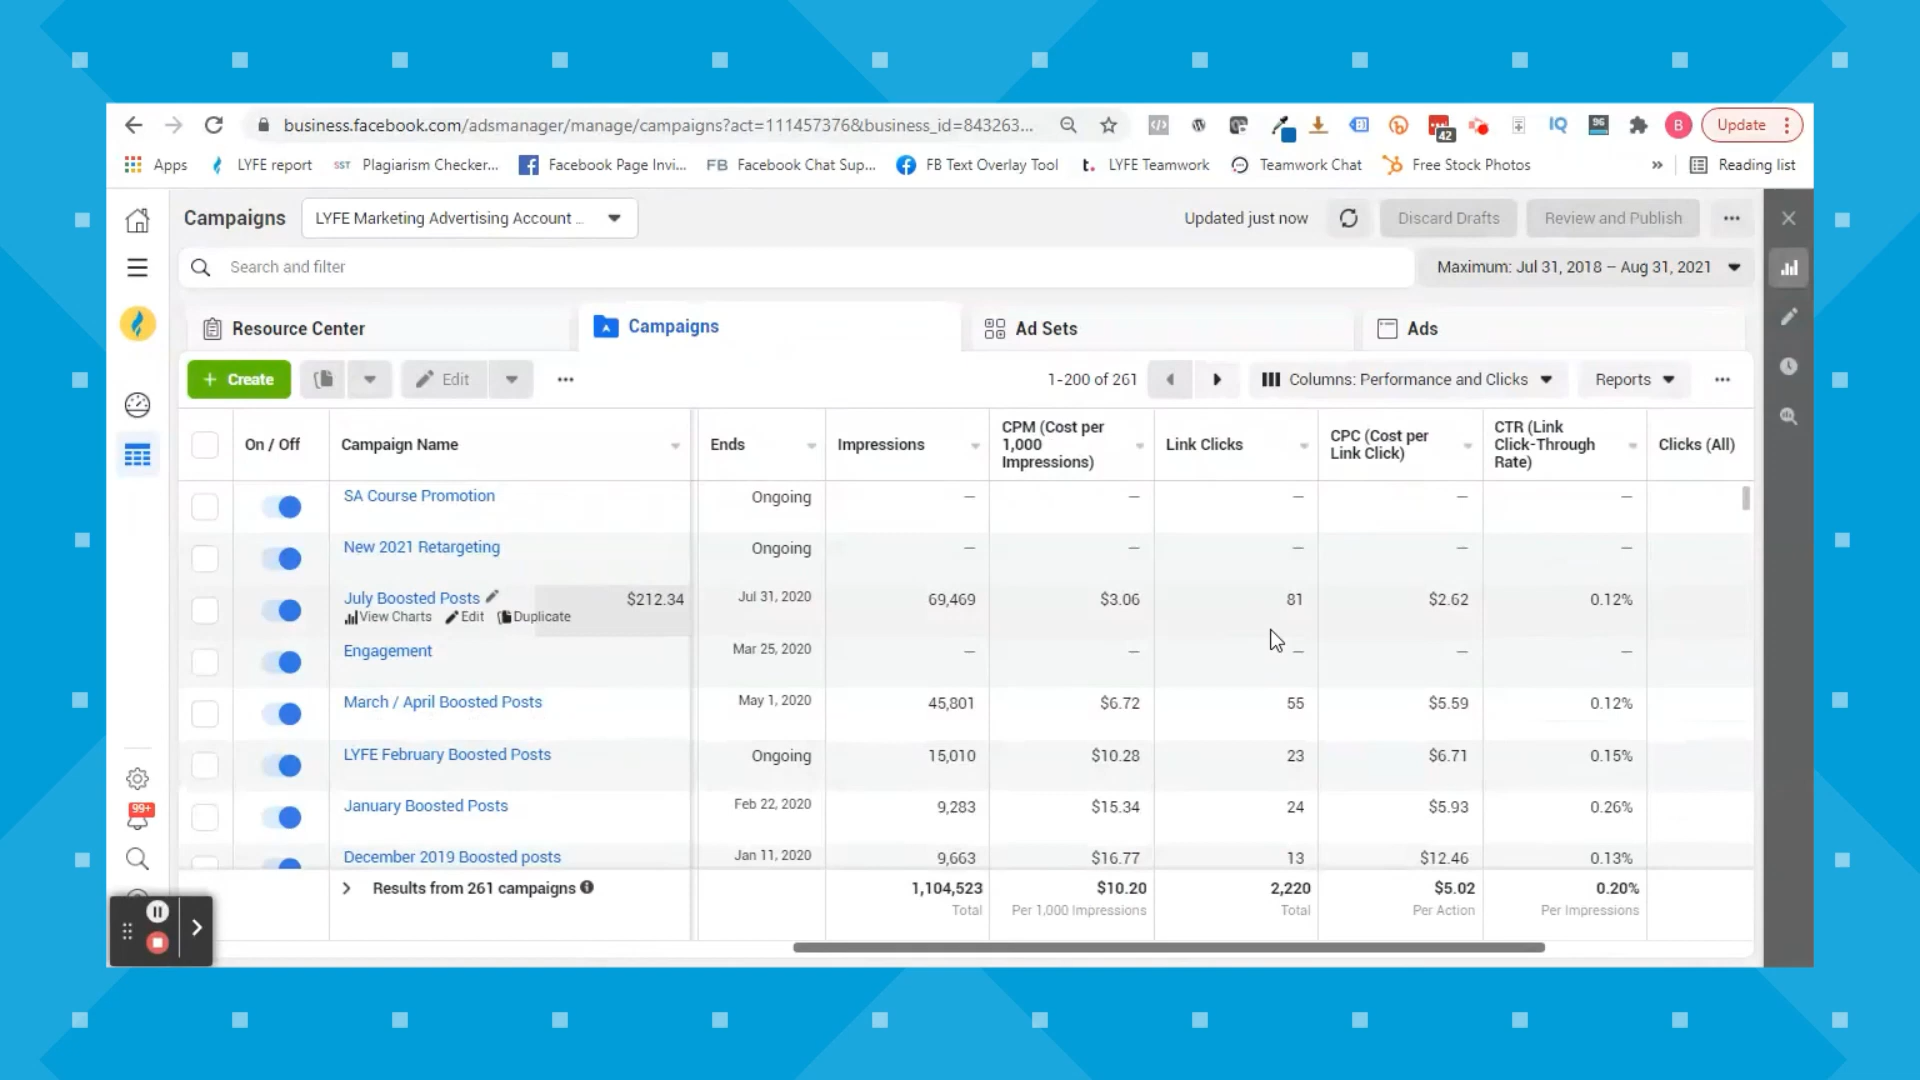 business.facebook.com/adsmanager/manage/campaigns?act=111457376&business_id=843263...
42
96
IQ
B
Update
Apps
LYFE report
SST Plagiarism Checker...
Facebook Page Invi...
FB Facebook Chat Sup...
FB Text Overlay Tool
t. LYFE Teamwork
Teamwork Chat
Free Stock Photos
»
Reading list
Campaigns
LYFE Marketing Advertising Account ...
Updated just now
Discard Drafts
Review and Publish
Search and filter
Maximum: Jul 31, 2018 – Aug 31, 2021
Resource Center
Campaigns
Ad Sets
Ads
+ Create
Edit
1-200 of 261
Columns: Performance and Clicks
Reports
On / Off
Campaign Name
Ends
Impressions
CPM (Cost per
1,000
Impressions)
Link Clicks
CPC (Cost per
Link Click)
CTR (Link
Click-Through
Rate)
Clicks (All)
SA Course Promotion Ongoing — — — — —
New 2021 Retargeting Ongoing — — — — —
July Boosted Posts $212.34 Jul 31, 2020 69,469 $3.06 81 $2.62 0.12%
View Charts Edit Duplicate
Engagement Mar 25, 2020 — — — — —
March / April Boosted Posts May 1, 2020 45,801 $6.72 55 $5.59 0.12%
LYFE February Boosted Posts Ongoing 15,010 $10.28 23 $6.71 0.15%
January Boosted Posts Feb 22, 2020 9,283 $15.34 24 $5.93 0.26%
December 2019 Boosted posts Jan 11, 2020 9,663 $16.77 13 $12.46 0.13%
Results from 261 campaigns 1,104,523 $10.20 2,220 $5.02 0.20%
Total Per 1,000 Impressions Total Per Action Per Impressions
99+